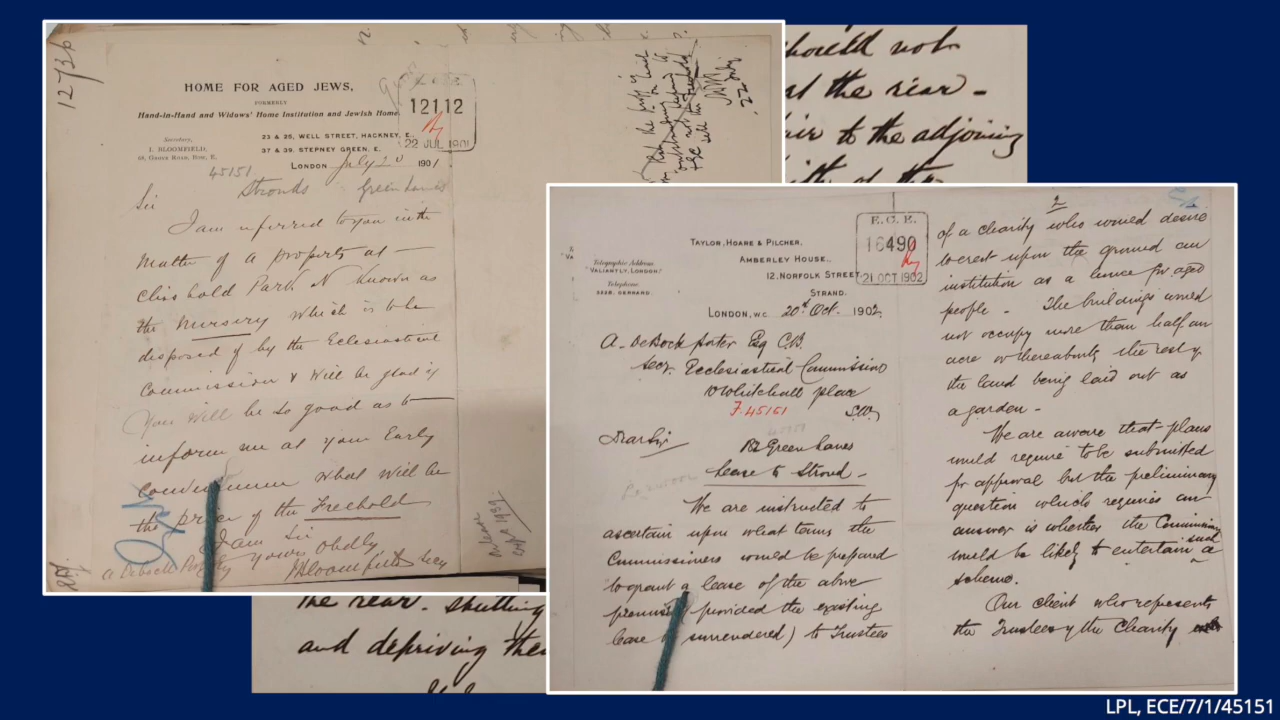 12736
HOME FOR AGED JEWS,
FORMERLY
Hand-in-Hand and Widows' Home Institution and Jewish Home
Secretary,
I. BLOOMFIELD,
23 & 25, WELL STREET, HACKNEY, E.
37 & 39, STEPNEY GREEN, E.
12112
22 JUL 1901
LONDON July 20 1901
45151
Strouds Green Lanes
Sir
I am referred to you in the
matter of a property at
Clissold Park N known as
the Nursery which is to be
disposed of by the Ecclesiastical
Commission & will be glad if
you will be so good as to
inform me at your Early
convenience what will be
the price of the Freehold
I am Sir
Yours Obdly
Secy
22 July
should not
the rear -
to the adjoining
of the
the rear. shutting
and depriving them
TAYLOR, HOARE & PILCHER,
Telegraphic Address
"VALIANTLY, LONDON."
Telephone.
GERRARD.
AMBERLEY HOUSE,
12, NORFOLK STREET
STRAND.
E.C.E.
16490
21 OCT 1902
LONDON, W.C. 20th Oct. 1902
A. DeBock Porter Esq C.B.
Secy. Ecclesiastical Commission
10 Whitehall place
F 45151 S.W.
Dear Sir
Green Lanes
Lease to Stroud -
We are instructed to
ascertain upon what terms the
Commissioners would be prepared
to grant a lease of the above
premises (provided the existing
lease surrendered) to Trustees
2
of a charity who would desire
to erect upon the ground an
institution as a home for aged
people. The buildings would
not occupy more than half an
acre or thereabouts the rest of
the land being laid out as
a garden -
We are aware that plans
would require to be submitted
for approval but the preliminary
question which requires an
answer is whether the Commission
would be likely to entertain such a
scheme.
Our client who represents
the Trustees of the Charity
LPL, ECE/7/1/45151